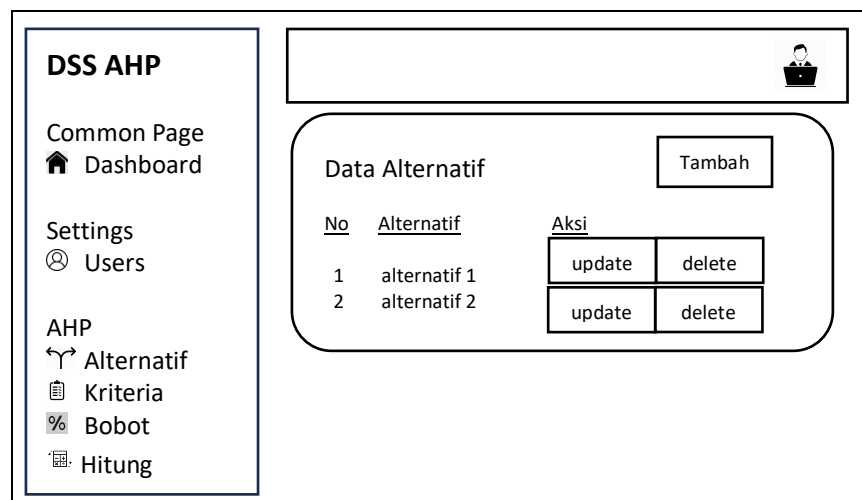 DSS AHP
Common Page
Dashboard
Settings
Users
AHP
Alternatif
Kriteria
% Bobot
Hitung
Data Alternatif
Tambah
No Alternatif Aksi
1 alternatif 1 update delete
2 alternatif 2 update delete